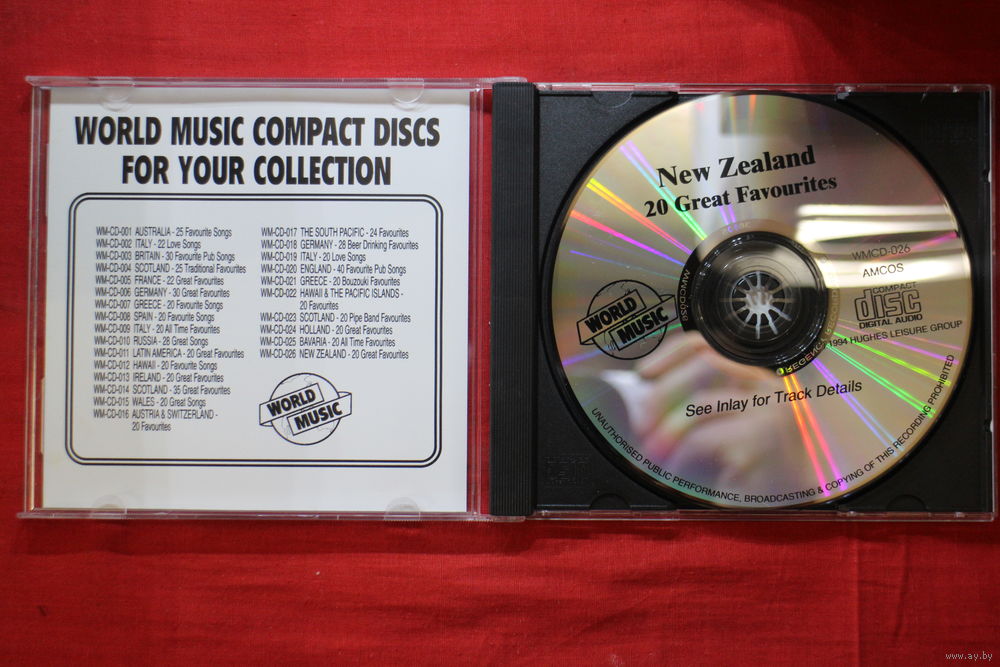 WORLD MUSIC COMPACT DISCS
FOR YOUR COLLECTION
WM-CD-001 AUSTRALIA - 25 Favourite Songs
WM-CD-002 ITALY - 22 Love Songs
WM-CD-003 BRITAIN - 30 Favourite Pub Songs
WM-CD-004 SCOTLAND - 25 Traditional Favourites
WM-CD-005 FRANCE - 22 Great Favourites
WM-CD-006 GERMANY - 30 Great Favourites
WM-CD-007 GREECE - 20 Favourite Songs
WM-CD-008 SPAIN - 20 Favourite Songs
WM-CD-009 ITALY - 20 All Time Favourites
WM-CD-010 RUSSIA - 28 Great Songs
WM-CD-011 LATIN AMERICA - 20 Great Favourites
WM-CD-012 HAWAII - 20 Favourite Songs
WM-CD-013 IRELAND - 20 Great Favourites
WM-CD-014 SCOTLAND - 35 Great Favourites
WM-CD-015 WALES - 20 Great Songs
WM-CD-016 AUSTRIA & SWITZERLAND -
20 Favourites
WM-CD-017 THE SOUTH PACIFIC - 24 Favourites
WM-CD-018 GERMANY - 28 Beer Drinking Favourites
WM-CD-019 ITALY - 20 Love Songs
WM-CD-020 ENGLAND - 40 Favourite Pub Songs
WM-CD-021 GREECE - 20 Bouzouki Favourites
WM-CD-022 HAWAII & THE PACIFIC ISLANDS -
20 Favourites
WM-CD-023 SCOTLAND - 20 Pipe Band Favourites
WM-CD-024 HOLLAND - 20 Great Favourites
WM-CD-025 BAVARIA - 20 All Time Favourites
WM-CD-026 NEW ZEALAND - 20 Great Favourites
WORLD
MUSIC
New Zealand
20 Great Favourites
WMCD-026
AMCOS
COMPACT
disc
DIGITAL AUDIO
WORLD
MUSIC
1994 HUGHES LEISURE GROUP
See Inlay for Track Details
UNAUTHORISED PUBLIC PERFORMANCE, BROADCASTING & COPYING OF THIS RECORDING PROHIBITED
www.ay.by